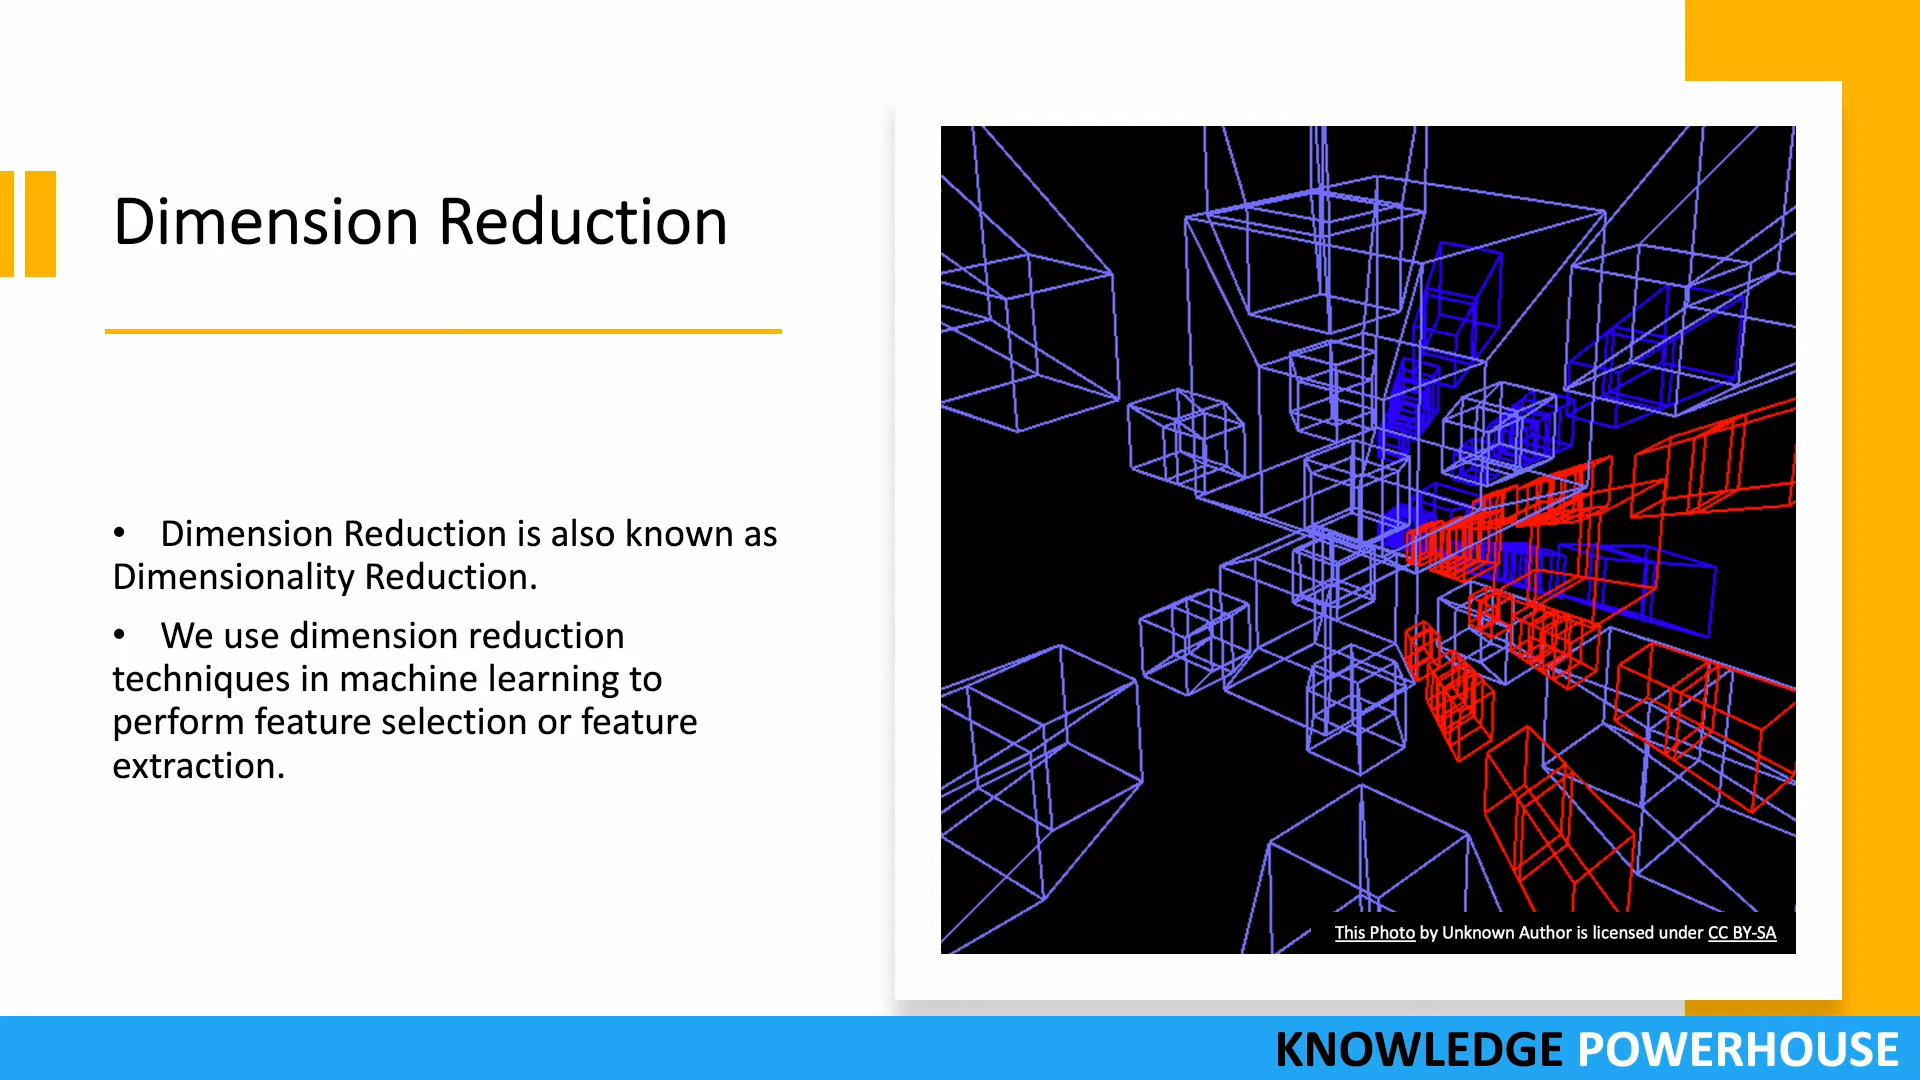 Dimension Reduction
• Dimension Reduction is also known as
Dimensionality Reduction.
• We use dimension reduction
techniques in machine learning to
perform feature selection or feature
extraction.
This Photo by Unknown Author is licensed under CC BY-SA
KNOWLEDGE POWERHOUSE